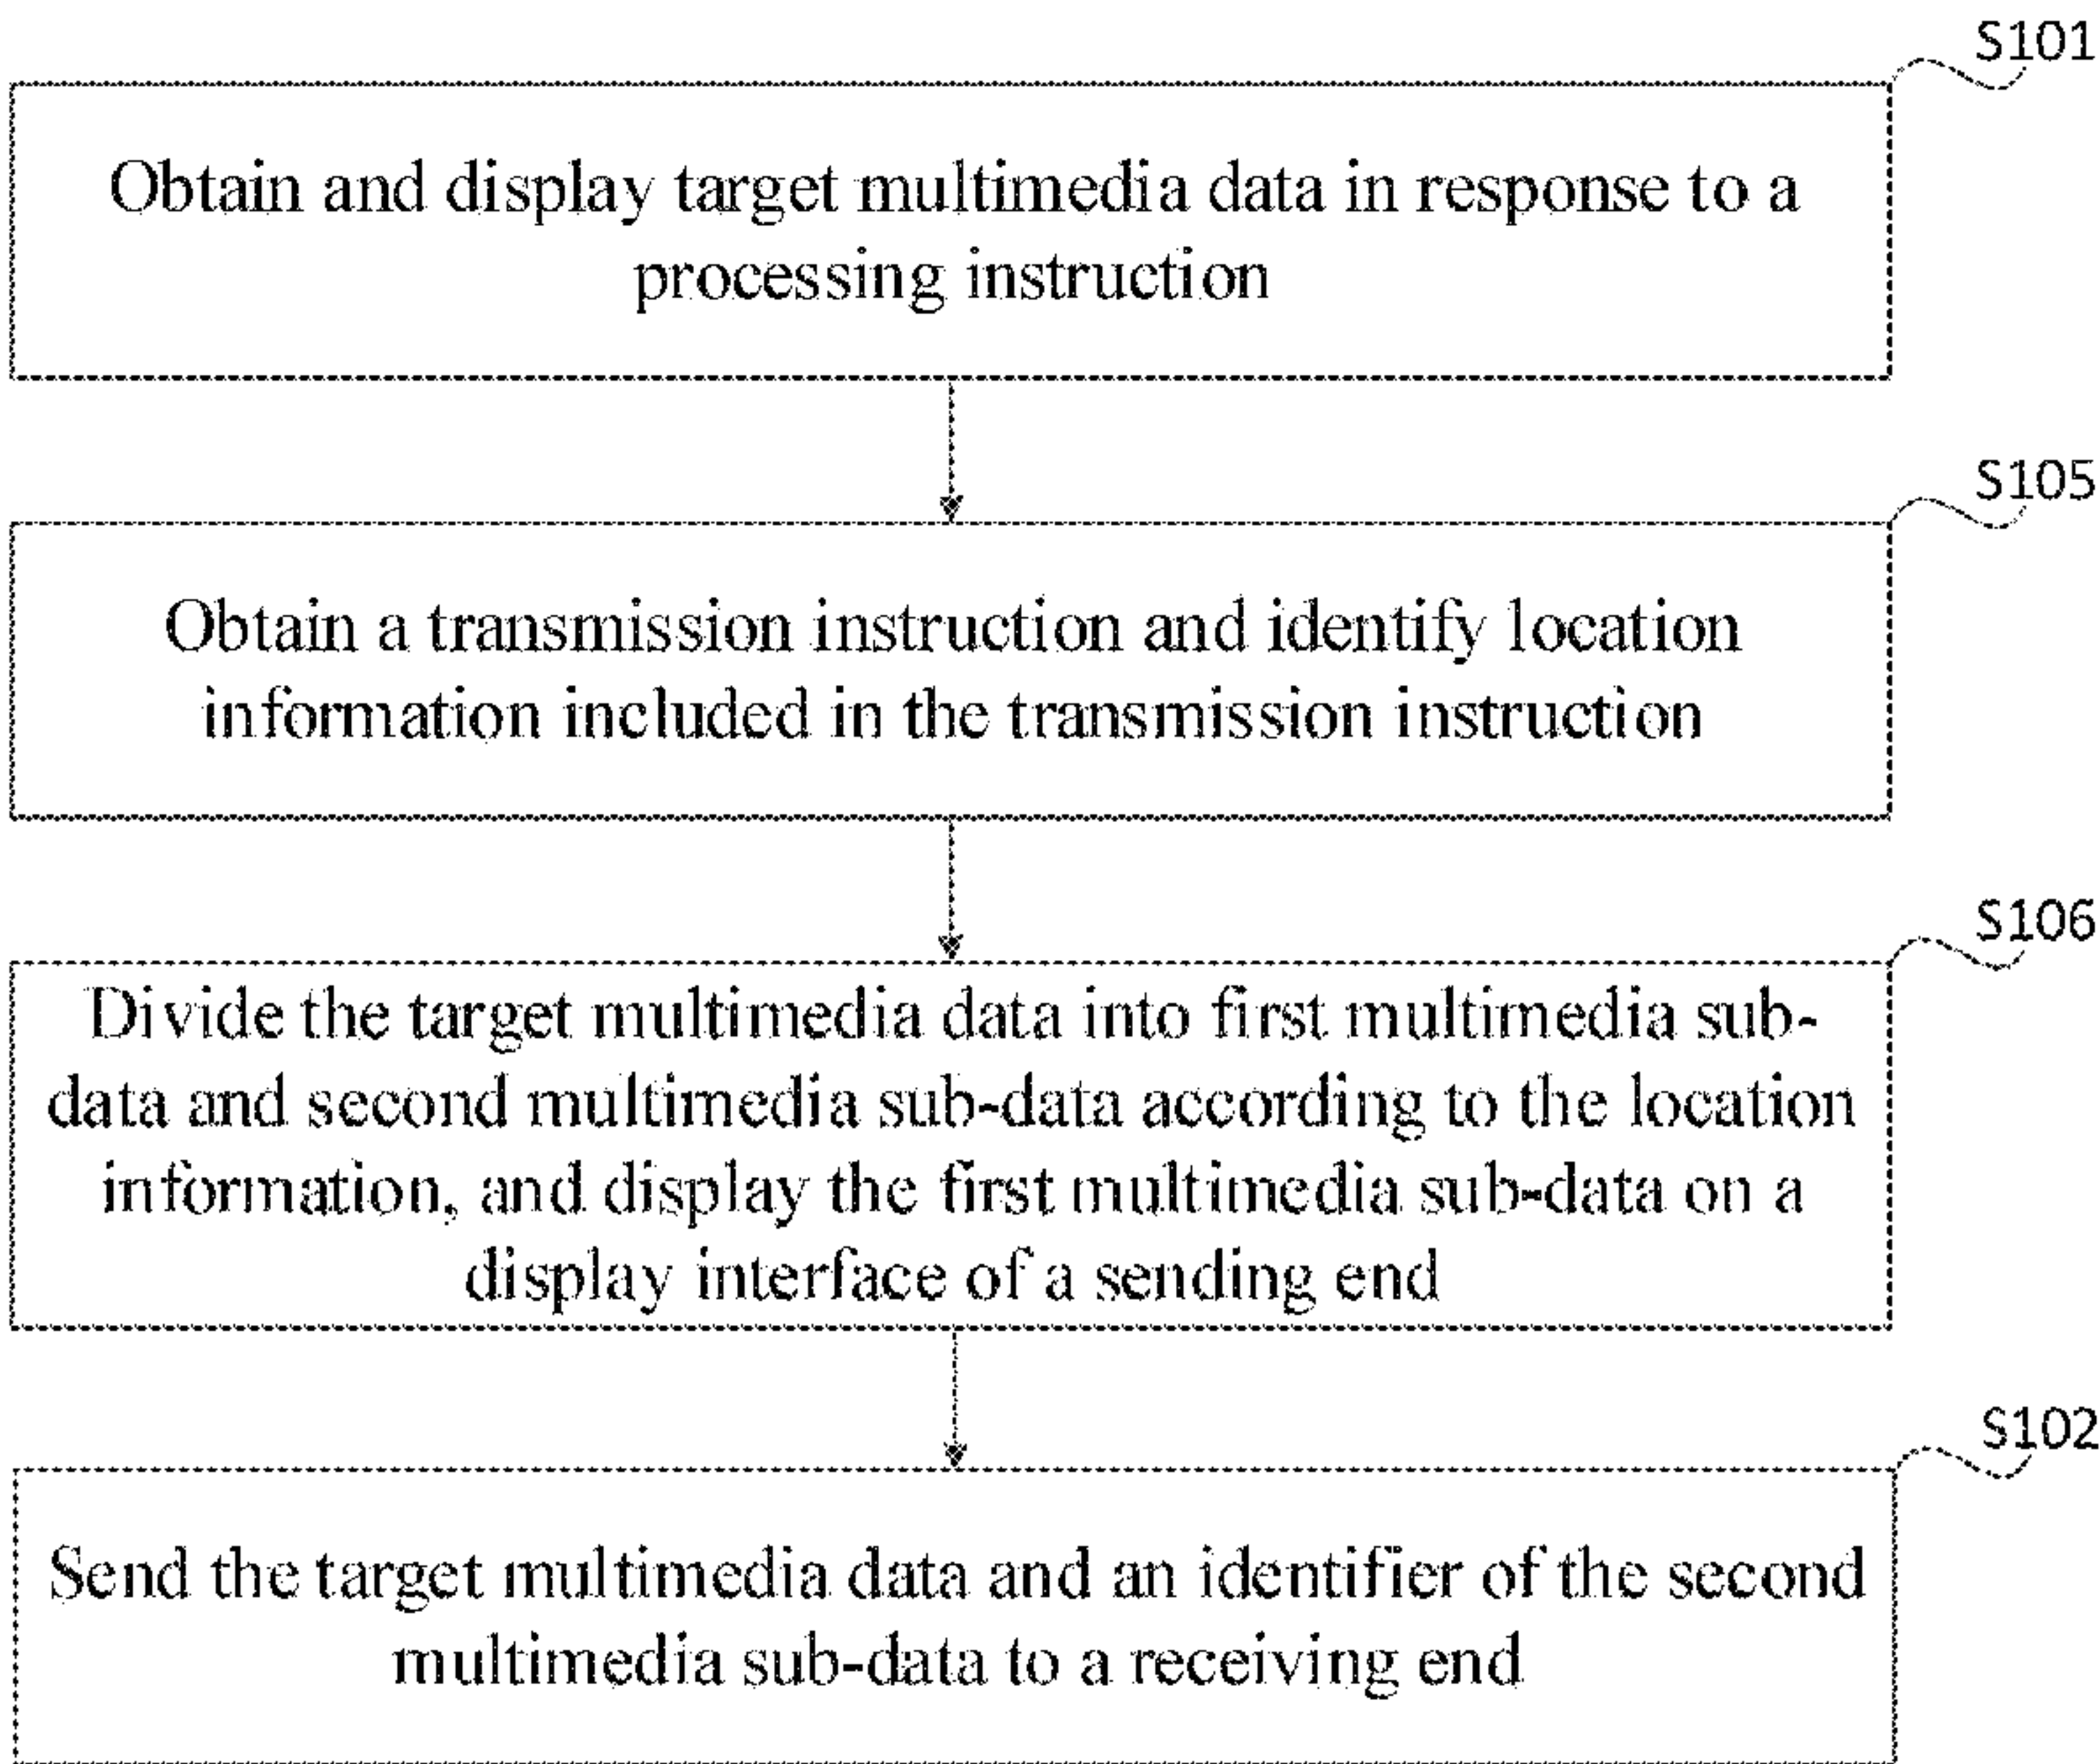 S101
Obtain and display target multimedia data in response to a
processing instruction
S105
Obtain a transmission instruction and identify location
information included in the transmission instruction
S106
Divide the target multimedia data into first multimedia sub-
data and second multimedia sub-data according to the location
information, and display the first multimedia sub-data on a
display interface of a sending end
S102
Send the target multimedia data and an identifier of the second
multimedia sub-data to a receiving end